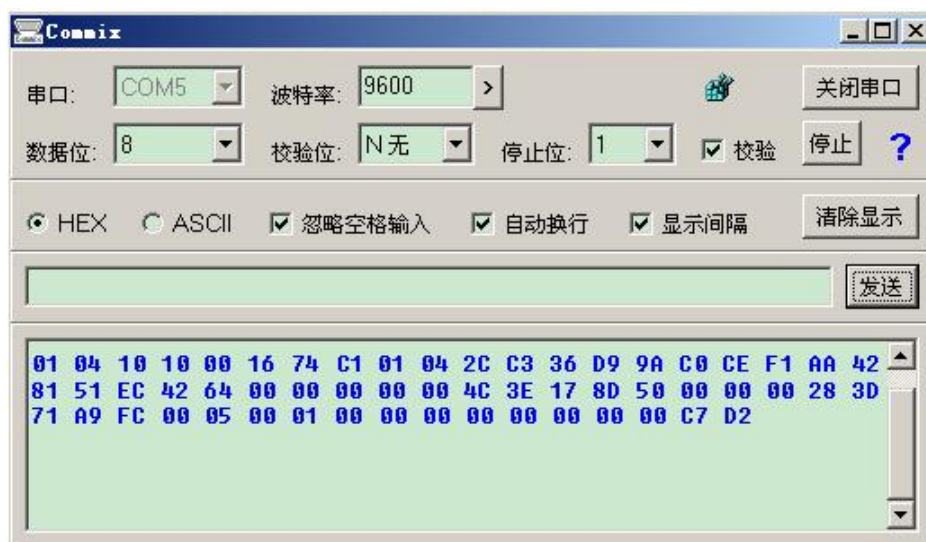 Commix
串口: COM5 波特率: 9600 > 关闭串口
数据位: 8 校验位: N 无 停止位: 1 校验 停止 ?
HEX ASCII 忽略空格输入 自动换行 显示间隔 清除显示
发送
01 04 10 10 00 16 74 C1 01 04 2C C3 36 D9 9A C0 CE F1 AA 42
81 51 EC 42 64 00 00 00 00 00 4C 3E 17 8D 50 00 00 00 28 3D
71 A9 FC 00 05 00 01 00 00 00 00 00 00 00 00 C7 D2